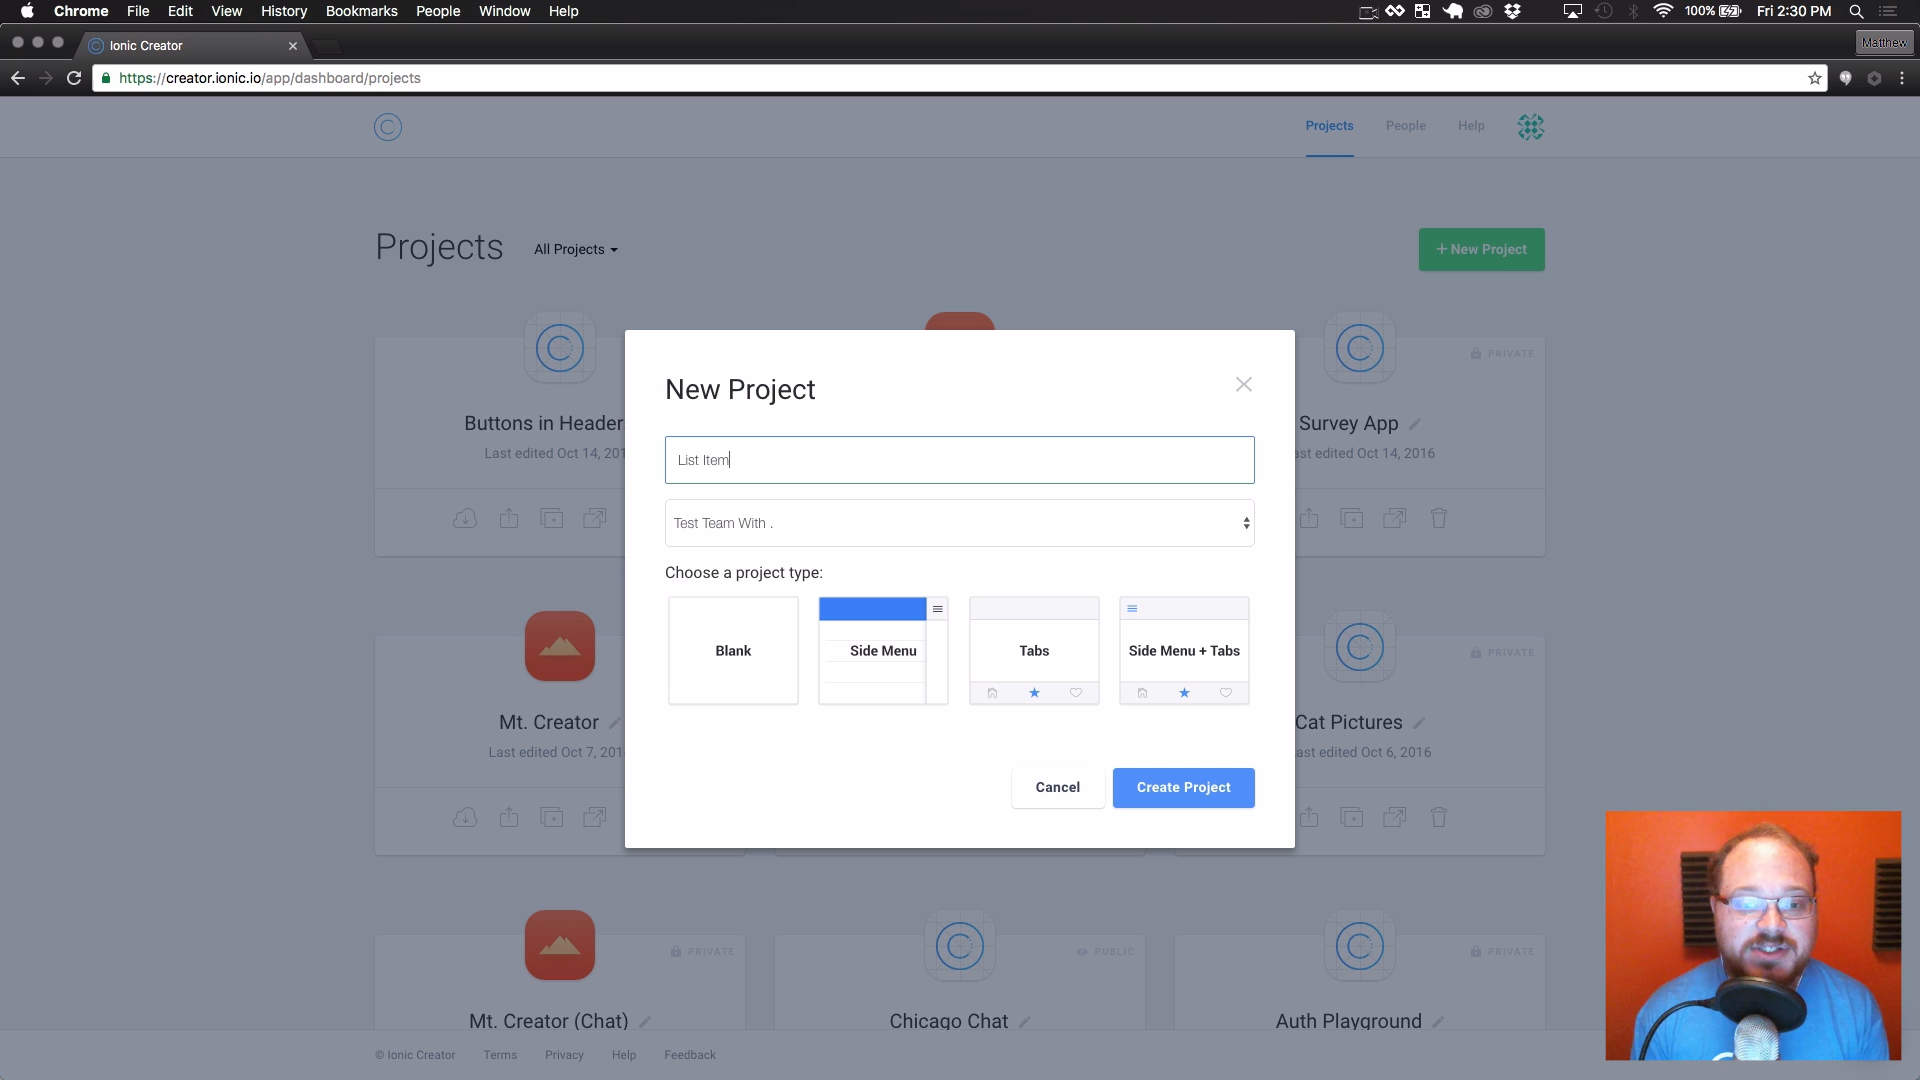 Chrome File Edit View History Bookmarks People Window Help 100% Fri 2:30 PM
Ionic Creator Matthew
https://creator.ionic.io/app/dashboard/projects
Projects People Help
Projects All Projects + New Project
New Project
List Item
Test Team With .
Choose a project type:
Blank
Side Menu
Tabs
Side Menu + Tabs
Cancel Create Project
PRIVATE
Buttons in Header Survey App
Last edited Oct 14, 201 ast edited Oct 14, 2016
PRIVATE
Mt. Creator Cat Pictures
Last edited Oct 7, 201 ast edited Oct 6, 2016
PRIVATE PUBLIC PRIVATE
Mt. Creator (Chat) Chicago Chat Auth Playground
© Ionic Creator Terms Privacy Help Feedback